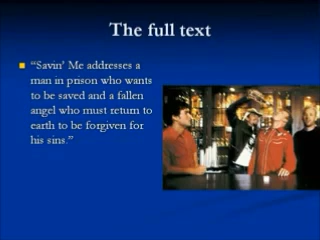 The full text
“Savin’ Me addresses a
man in prison who wants
to be saved and a fallen
angel who must return to
earth to be forgiven for
his sins.”